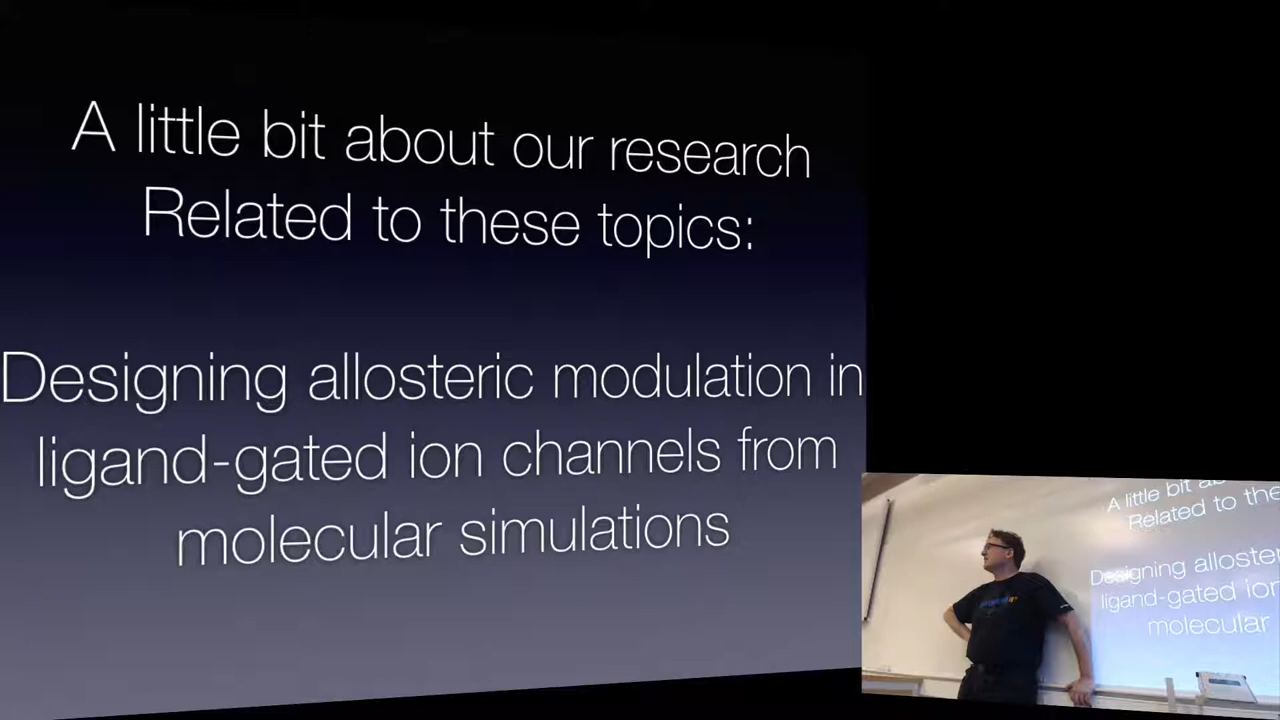 A little bit about our research
Related to these topics:
Designing allosteric modulation in
ligand-gated ion channels from
molecular simulations
A little bit
Related to the
Designing
ligand-gated ion
molecular